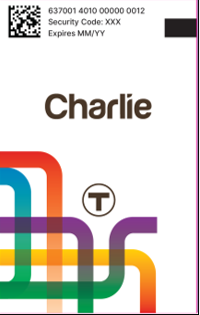 637001 4010 00000 0012
Security Code: XXX
Expires MM/YY
Charlie
T